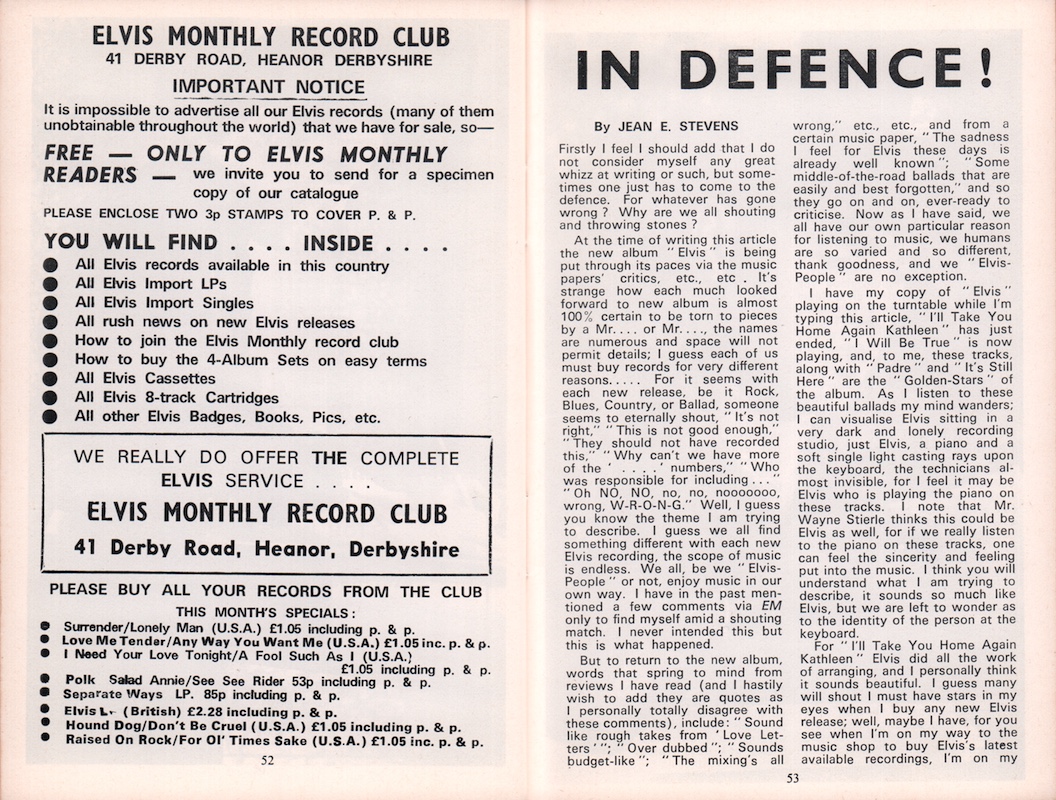 ELVIS MONTHLY RECORD CLUB
41 DERBY ROAD, HEANOR DERBYSHIRE
IMPORTANT NOTICE
It is impossible to advertise all our Elvis records (many of them
unobtainable throughout the world) that we have for sale, so—
FREE — ONLY TO ELVIS MONTHLY
READERS — we invite you to send for a specimen
copy of our catalogue
PLEASE ENCLOSE TWO 3p STAMPS TO COVER P. & P.
YOU WILL FIND . . . . INSIDE . . . .
● All Elvis records available in this country
● All Elvis Import LPs
● All Elvis Import Singles
● All rush news on new Elvis releases
● How to join the Elvis Monthly record club
● How to buy the 4-Album Sets on easy terms
● All Elvis Cassettes
● All Elvis 8-track Cartridges
● All other Elvis Badges, Books, Pics, etc.
WE REALLY DO OFFER THE COMPLETE
ELVIS SERVICE . . . .
ELVIS MONTHLY RECORD CLUB
41 Derby Road, Heanor, Derbyshire
PLEASE BUY ALL YOUR RECORDS FROM THE CLUB
THIS MONTH'S SPECIALS :
● Surrender/Lonely Man (U.S.A.) £1.05 including p. & p.
● Love Me Tender/Any Way You Want Me (U.S.A.) £1.05 inc. p. & p.
● I Need Your Love Tonight/A Fool Such As I (U.S.A.)
£1.05 including p. & p.
● Polk Salad Annie/See See Rider 53p including p. & p.
● Separate Ways LP. 85p including p. & p.
● Elvis (British) £2.28 including p. & p.
● Hound Dog/Don't Be Cruel (U.S.A.) £1.05 including p. & p.
● Raised On Rock/For Ol' Times Sake (U.S.A.) £1.05 inc. p. & p.
52
IN DEFENCE!
By JEAN E. STEVENS
Firstly I feel I should add that I do
not consider myself any great
whizz at writing or such, but some-
times one just has to come to the
defence. For whatever has gone
wrong ? Why are we all shouting
and throwing stones ?
At the time of writing this article
the new album "Elvis" is being
put through its paces via the music
papers' critics, etc., etc . It's
strange how each much looked
forward to new album is almost
100% certain to be torn to pieces
by a Mr.... or Mr...., the names
are numerous and space will not
permit details; I guess each of us
must buy records for very different
reasons..... For it seems with
each new release, be it Rock,
Blues, Country, or Ballad, someone
seems to eternally shout, "It's not
right," "This is not good enough,"
"They should not have recorded
this," "Why can't we have more
of the ' . . . .' numbers," "Who
was responsible for including ..."
"Oh NO, NO, no, no, nooooooo,
wrong, W-R-O-N-G." Well, I guess
you know the theme I am trying
to describe. I guess we all find
something different with each new
Elvis recording, the scope of music
is endless. We all, be we "Elvis-
People" or not, enjoy music in our
own way. I have in the past men-
tioned a few comments via EM
only to find myself amid a shouting
match. I never intended this but
this is what happened.
But to return to the new album,
words that spring to mind from
reviews I have read (and I hastily
wish to add they are quotes as
I personally totally disagree with
these comments), include: "Sound
like rough takes from 'Love Let-
ters'"; "Over dubbed"; "Sounds
budget-like"; "The mixing's all
wrong," etc., etc., and from a
certain music paper, "The sadness
I feel for Elvis these days is
already well known"; "Some
middle-of-the-road ballads that are
easily and best forgotten," and so
they go on and on, ever-ready to
criticise. Now as I have said, we
all have our own particular reason
for listening to music, we humans
are so varied and so different,
thank goodness, and we "Elvis-
People" are no exception.
I have my copy of "Elvis"
playing on the turntable while I'm
typing this article, "I'll Take You
Home Again Kathleen" has just
ended, "I Will Be True" is now
playing, and, to me, these tracks,
along with "Padre" and "It's Still
Here" are the "Golden-Stars" of
the album. As I listen to these
beautiful ballads my mind wanders;
I can visualise Elvis sitting in a
very dark and lonely recording
studio, just Elvis, a piano and a
soft single light casting rays upon
the keyboard, the technicians al-
most invisible, for I feel it may be
Elvis who is playing the piano on
these tracks. I note that Mr.
Wayne Stierle thinks this could be
Elvis as well, for if we really listen
to the piano on these tracks, one
can feel the sincerity and feeling
put into the music. I think you will
understand what I am trying to
describe, it sounds so much like
Elvis, but we are left to wonder as
to the identity of the person at the
keyboard.
For "I'll Take You Home Again
Kathleen" Elvis did all the work
of arranging, and I personally think
it sounds beautiful. I guess many
will shout I must have stars in my
eyes when I buy any new Elvis
release; well, maybe I have, for you
see when I'm on my way to the
music shop to buy Elvis's latest
available recordings, I'm on my
53